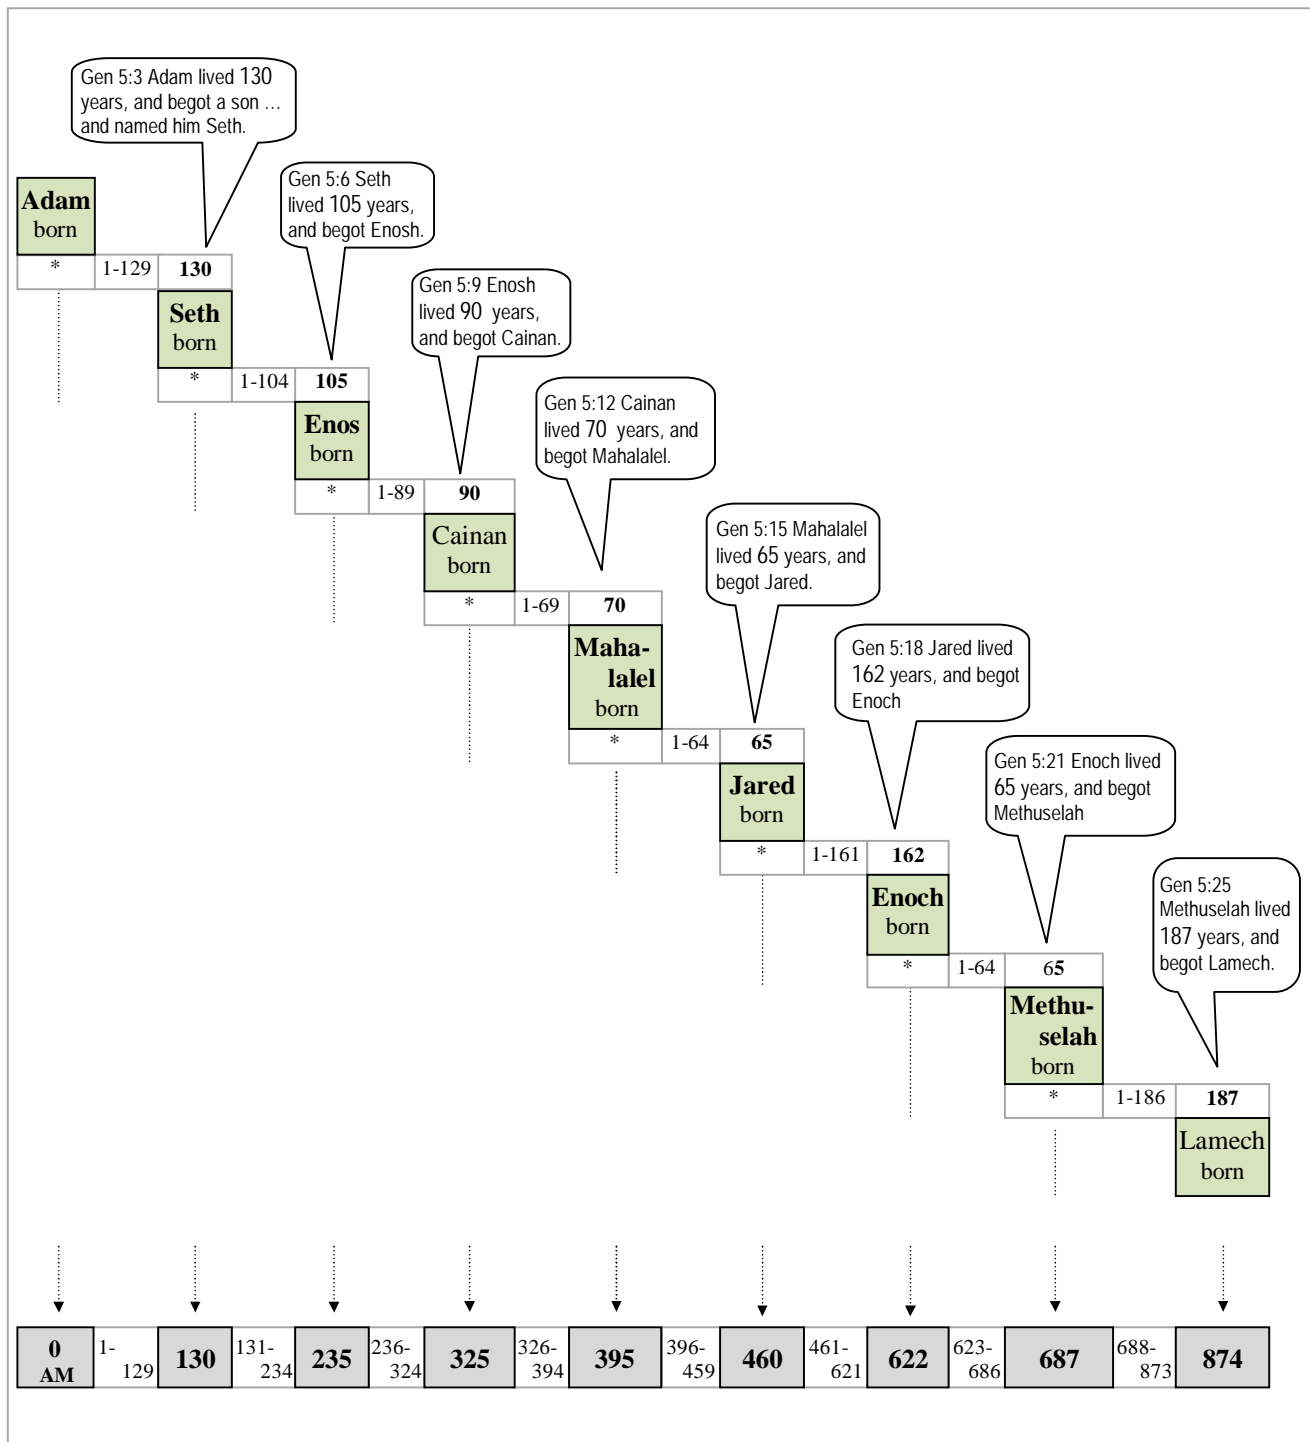 Gen 5:3 Adam lived 130
years, and begot a son ...
and named him Seth.
Adam
born
Gen 5:6 Seth
lived 105 years,
and begot Enosh.
* 1-129 130
Seth
born
Gen 5:9 Enosh
lived 90 years,
and begot Cainan.
* 1-104 105
Enos
born
Gen 5:12 Cainan
lived 70 years, and
begot Mahalalel.
* 1-89 90
Cainan
born
Gen 5:15 Mahalalel
lived 65 years, and
begot Jared.
* 1-69 70
Maha-
lalel
born
Gen 5:18 Jared lived
162 years, and begot
Enoch
* 1-64 65
Jared
born
Gen 5:21 Enoch lived
65 years, and begot
Methuselah
* 1-161 162
Enoch
born
Gen 5:25
Methuselah lived
187 years, and
begot Lamech.
* 1-64 65
Methu-
selah
born
* 1-186 187
Lamech
born
0
AM
1-
129
130
131-
234
235
236-
324
325
326-
394
395
396-
459
460
461-
621
622
623-
686
687
688-
873
874